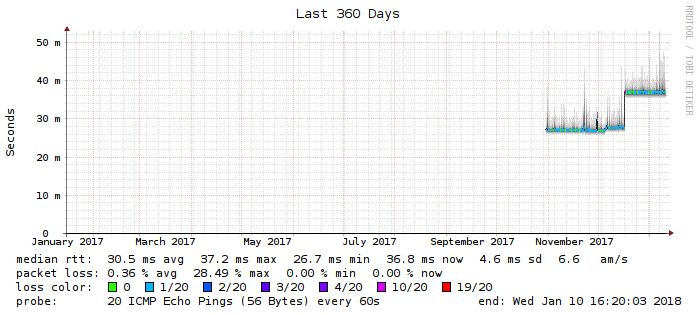 Last 360 Days
RRDTOOL / TOBI OETIKER
Seconds
50 m
40 m
30 m
20 m
10 m
0
January 2017 March 2017 May 2017 July 2017 September 2017 November 2017
median rtt: 30.5 ms avg 37.2 ms max 26.7 ms min 36.8 ms now 4.6 ms sd 6.6 am/s
packet loss: 0.36 % avg 28.49 % max 0.00 % min 0.00 % now
loss color: 0 1/20 2/20 3/20 4/20 10/20 19/20
probe: 20 ICMP Echo Pings (56 Bytes) every 60s end: Wed Jan 10 16:20:03 2018